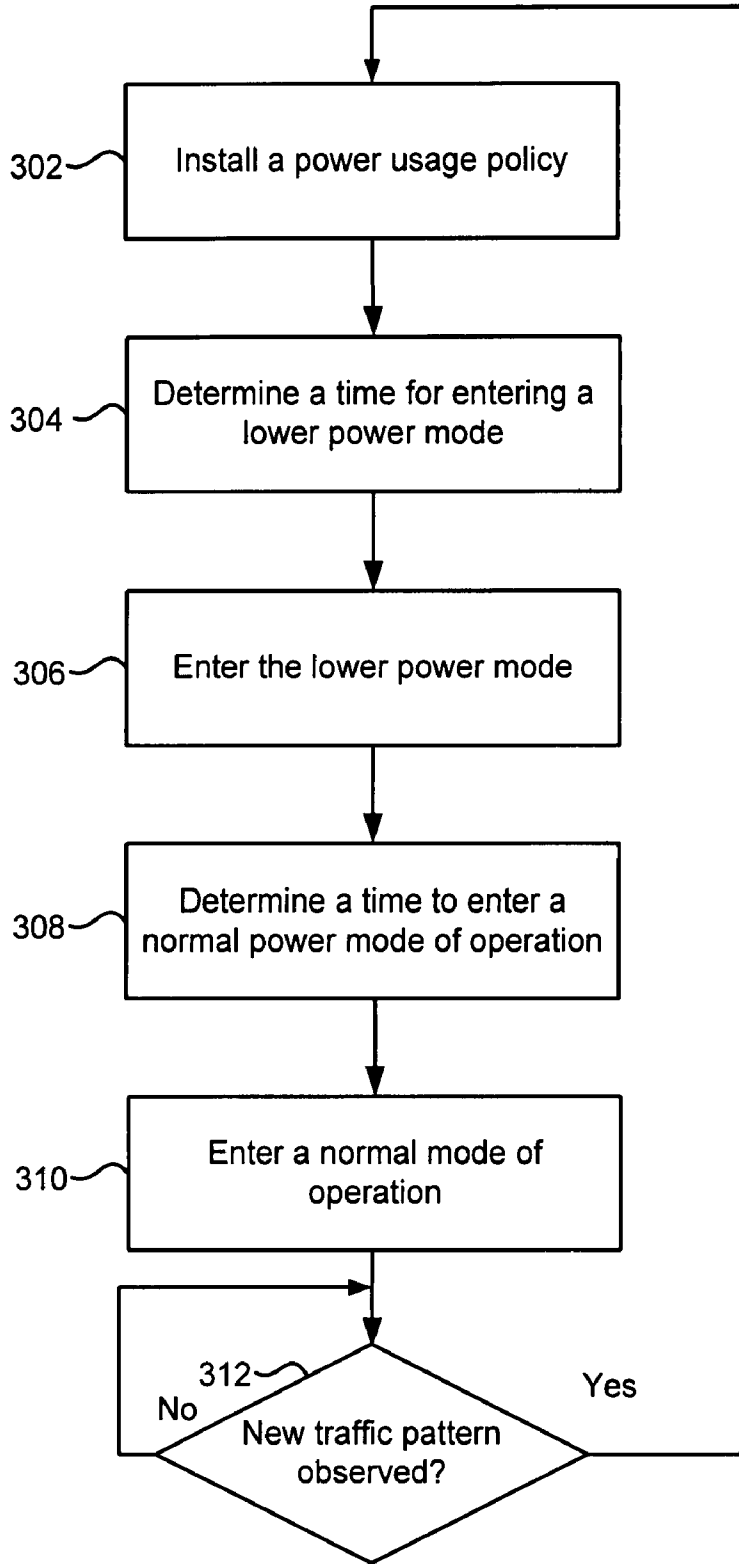 302
Install a power usage policy
304
Determine a time for entering a
lower power mode
306
Enter the lower power mode
308
Determine a time to enter a
normal power mode of operation
310
Enter a normal mode of
operation
312
No
Yes
New traffic pattern
observed?